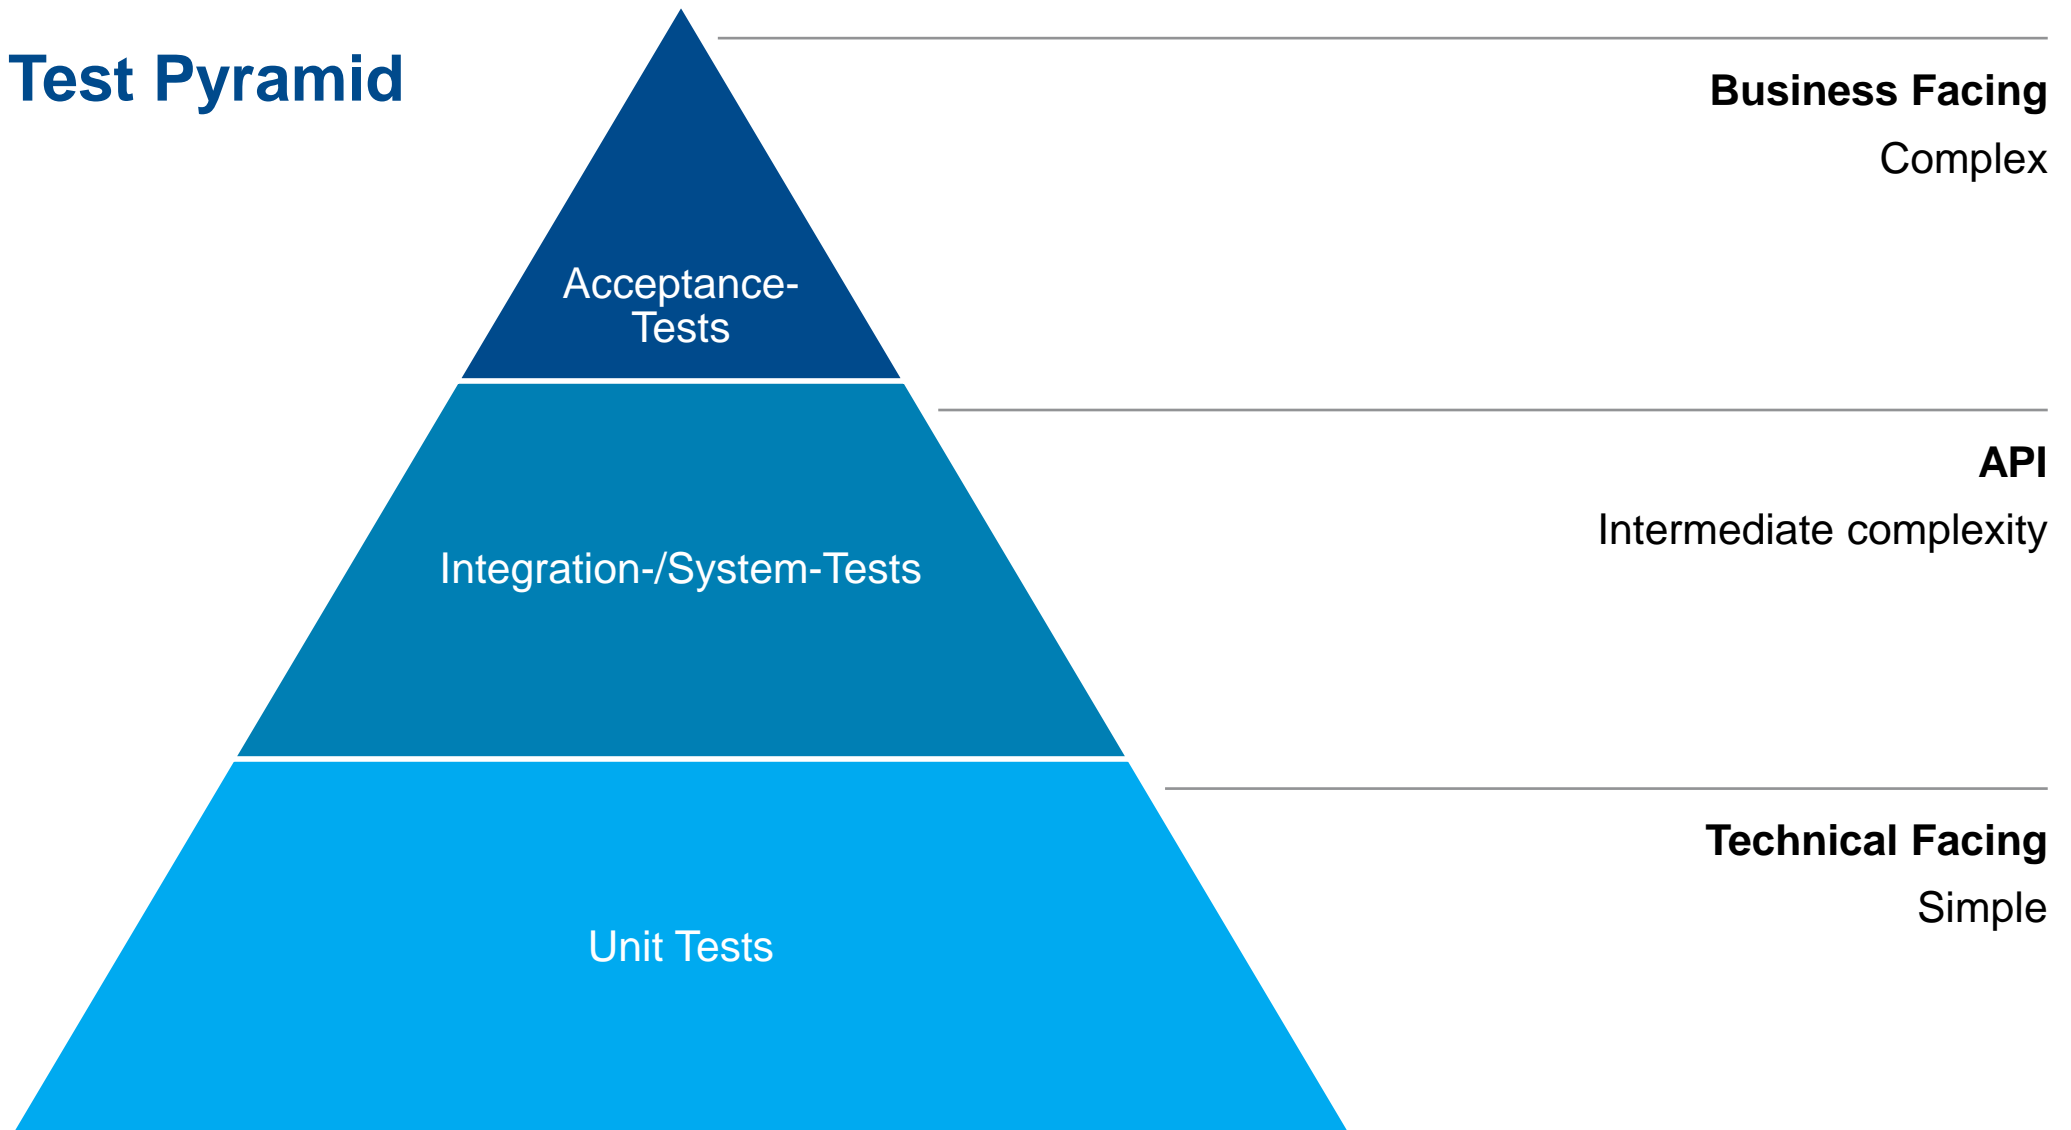 Test Pyramid
Business Facing
Complex
Acceptance-
Tests
API
Intermediate complexity
Integration-/System-Tests
Technical Facing
Simple
Unit Tests